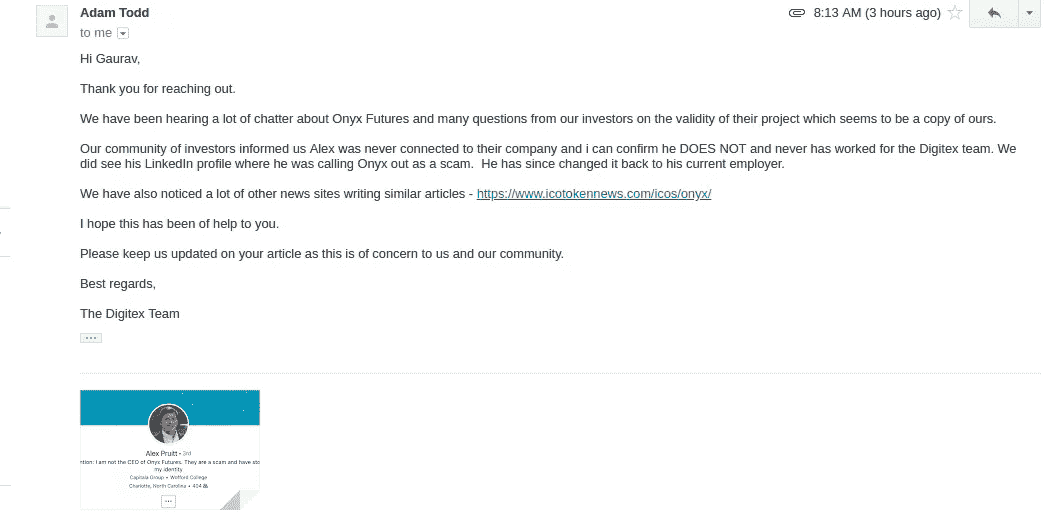 Adam Todd
8:13 AM (3 hours ago)
to me
Hi Gaurav,
Thank you for reaching out.
We have been hearing a lot of chatter about Onyx Futures and many questions from our investors on the validity of their project which seems to be a copy of ours.
Our community of investors informed us Alex was never connected to their company and i can confirm he DOES NOT and never has worked for the Digitex team. We
did see his LinkedIn profile where he was calling Onyx out as a scam. He has since changed it back to his current employer.
We have also noticed a lot of other news sites writing similar articles - https://www.icotokennews.com/icos/onyx/
I hope this has been of help to you.
Please keep us updated on your article as this is of concern to us and our community.
Best regards,
The Digitex Team
Alex Pruitt • 3rd
ntion: I am not the CEO of Onyx Futures. They are a scam and have sto
my identity
Capitala Group • Wofford College
Charlotte, North Carolina • 404